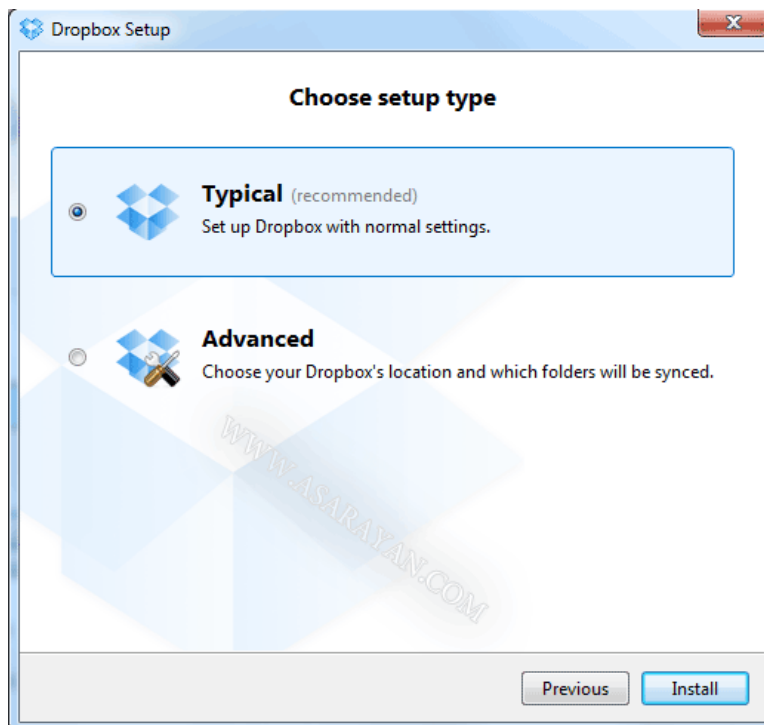 Dropbox Setup
Choose setup type
Typical (recommended)
Set up Dropbox with normal settings.
Advanced
Choose your Dropbox's location and which folders will be synced.
WWW.ASARAYAN.COM
Previous
Install